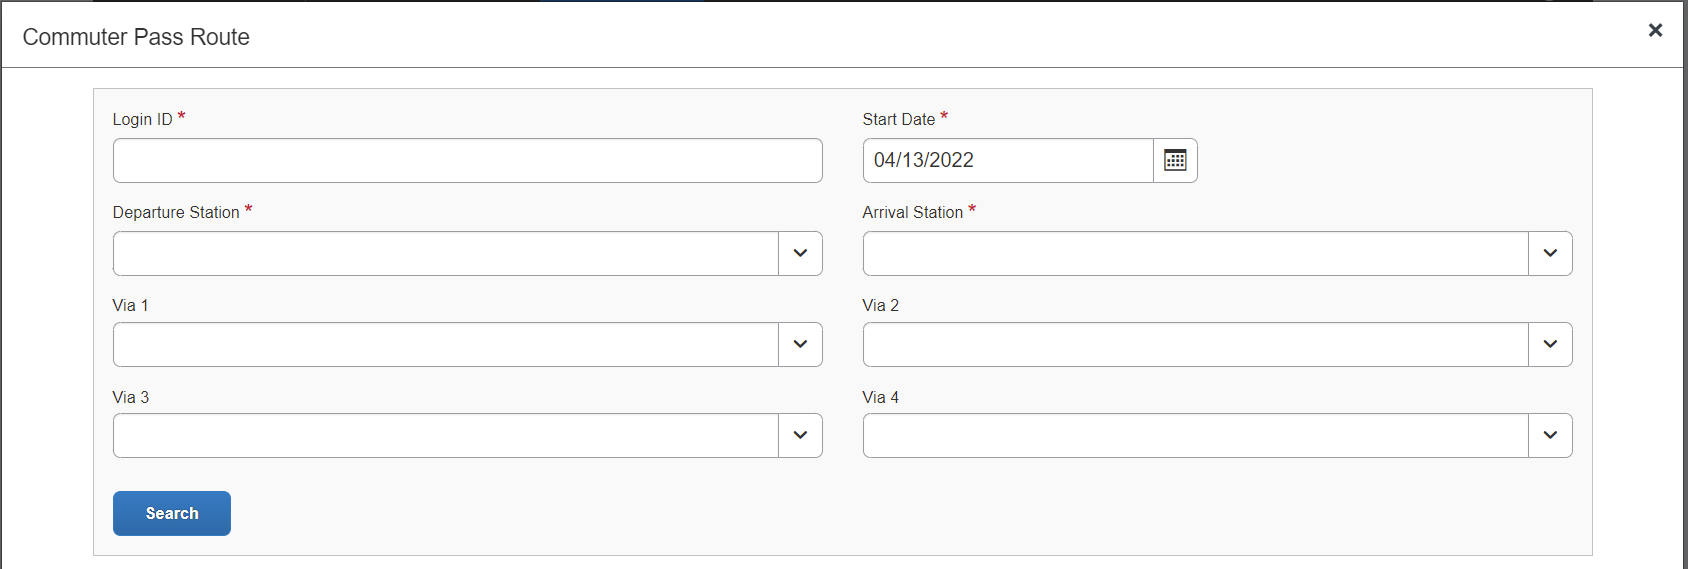 Commuter Pass Route
Login ID *
Start Date *
04/13/2022
Departure Station *
Arrival Station *
Via 1
Via 2
Via 3
Via 4
Search